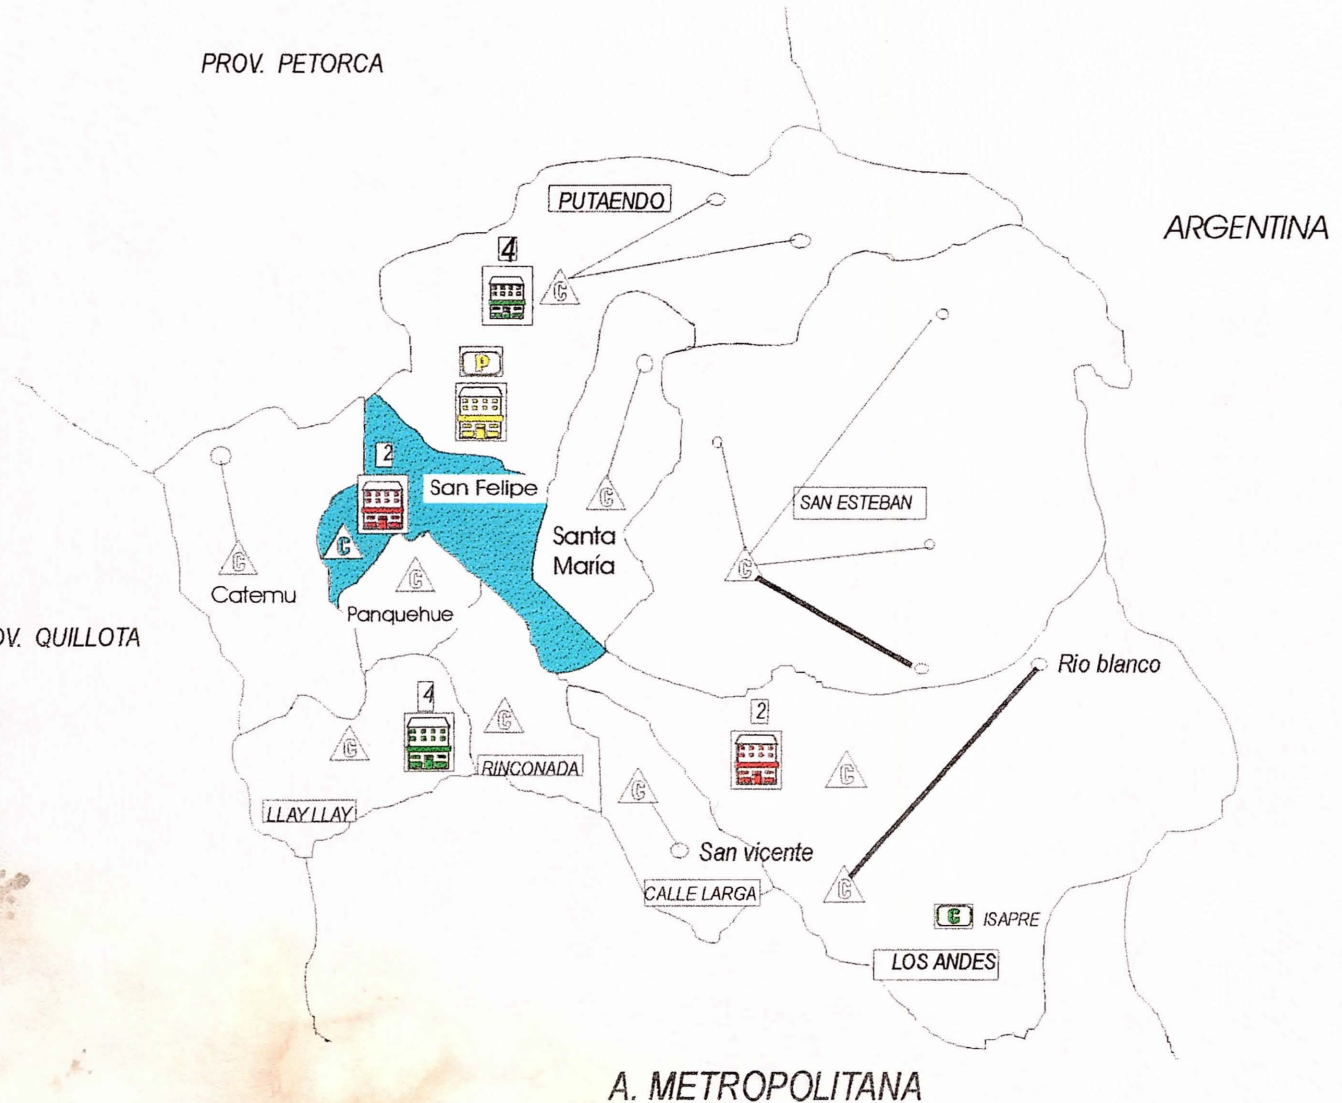 PROV. PETORCA
ARGENTINA
PUTAENDO
4
C
P
2
San Felipe
C
SAN ESTEBAN
Santa
María
C
C
C
Catemu
Panquehue
OV. QUILLOTA
Rio blanco
4
2
C
C
RINCONADA
C
C
LLAY LLAY
San vicente
CALLE LARGA
C
C ISAPRE
LOS ANDES
A. METROPOLITANA